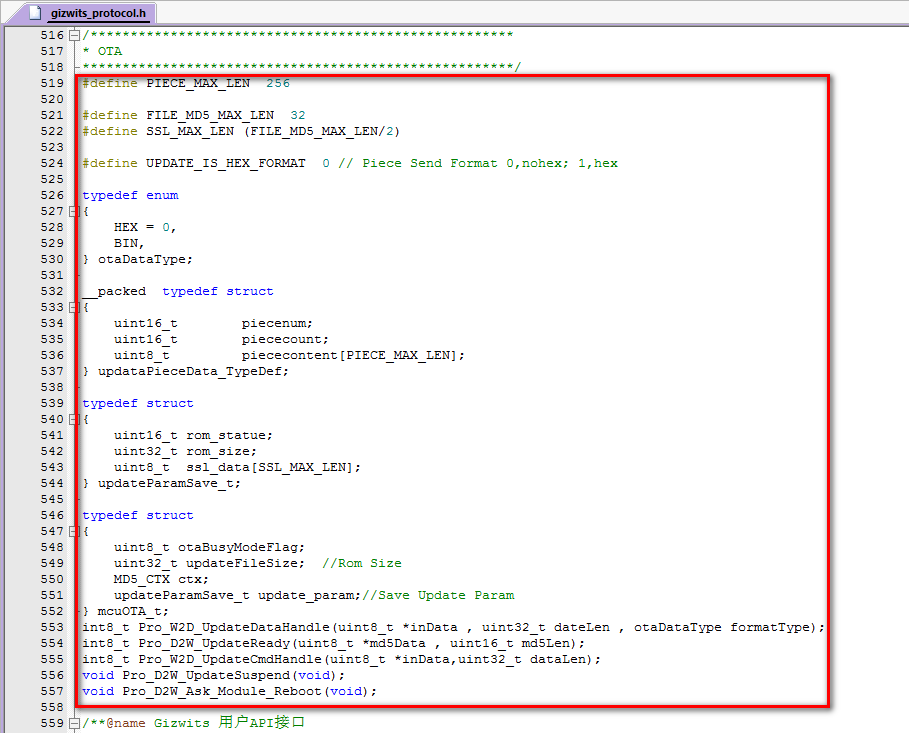 gizwits_protocol.h
516 /*****************************************************
517 * OTA
518 ******************************************************/
519 #define PIECE_MAX_LEN  256
520
521 #define FILE_MD5_MAX_LEN  32
522 #define SSL_MAX_LEN (FILE_MD5_MAX_LEN/2)
523
524 #define UPDATE_IS_HEX_FORMAT  0 // Piece Send Format 0,nohex; 1,hex
525
526 typedef enum
527 {
528     HEX = 0,
529     BIN,
530 } otaDataType;
531
532 __packed  typedef struct
533 {
534     uint16_t        piecenum;
535     uint16_t        piececount;
536     uint8_t         piececontent[PIECE_MAX_LEN];
537 } updataPieceData_TypeDef;
538
539 typedef struct
540 {
541     uint16_t rom_statue;
542     uint32_t rom_size;
543     uint8_t  ssl_data[SSL_MAX_LEN];
544 } updateParamSave_t;
545
546 typedef struct
547 {
548     uint8_t otaBusyModeFlag;
549     uint32_t updateFileSize;  //Rom Size
550     MD5_CTX ctx;
551     updateParamSave_t update_param;//Save Update Param
552 } mcuOTA_t;
553 int8_t Pro_W2D_UpdateDataHandle(uint8_t *inData , uint32_t dateLen , otaDataType formatType);
554 int8_t Pro_D2W_UpdateReady(uint8_t *md5Data , uint16_t md5Len);
555 int8_t Pro_W2D_UpdateCmdHandle(uint8_t *inData,uint32_t dataLen);
556 void Pro_D2W_UpdateSuspend(void);
557 void Pro_D2W_Ask_Module_Reboot(void);
558
559 /**@name Gizwits 用户API接口